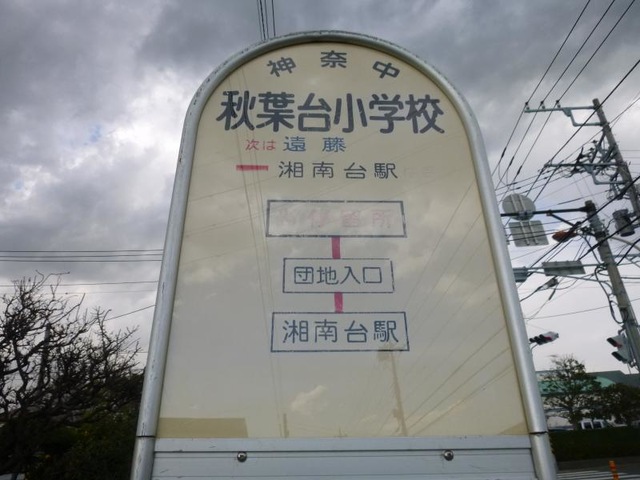 神奈中
秋葉台小学校
次は 遠藤
湘南台駅
団地入口
湘南台駅